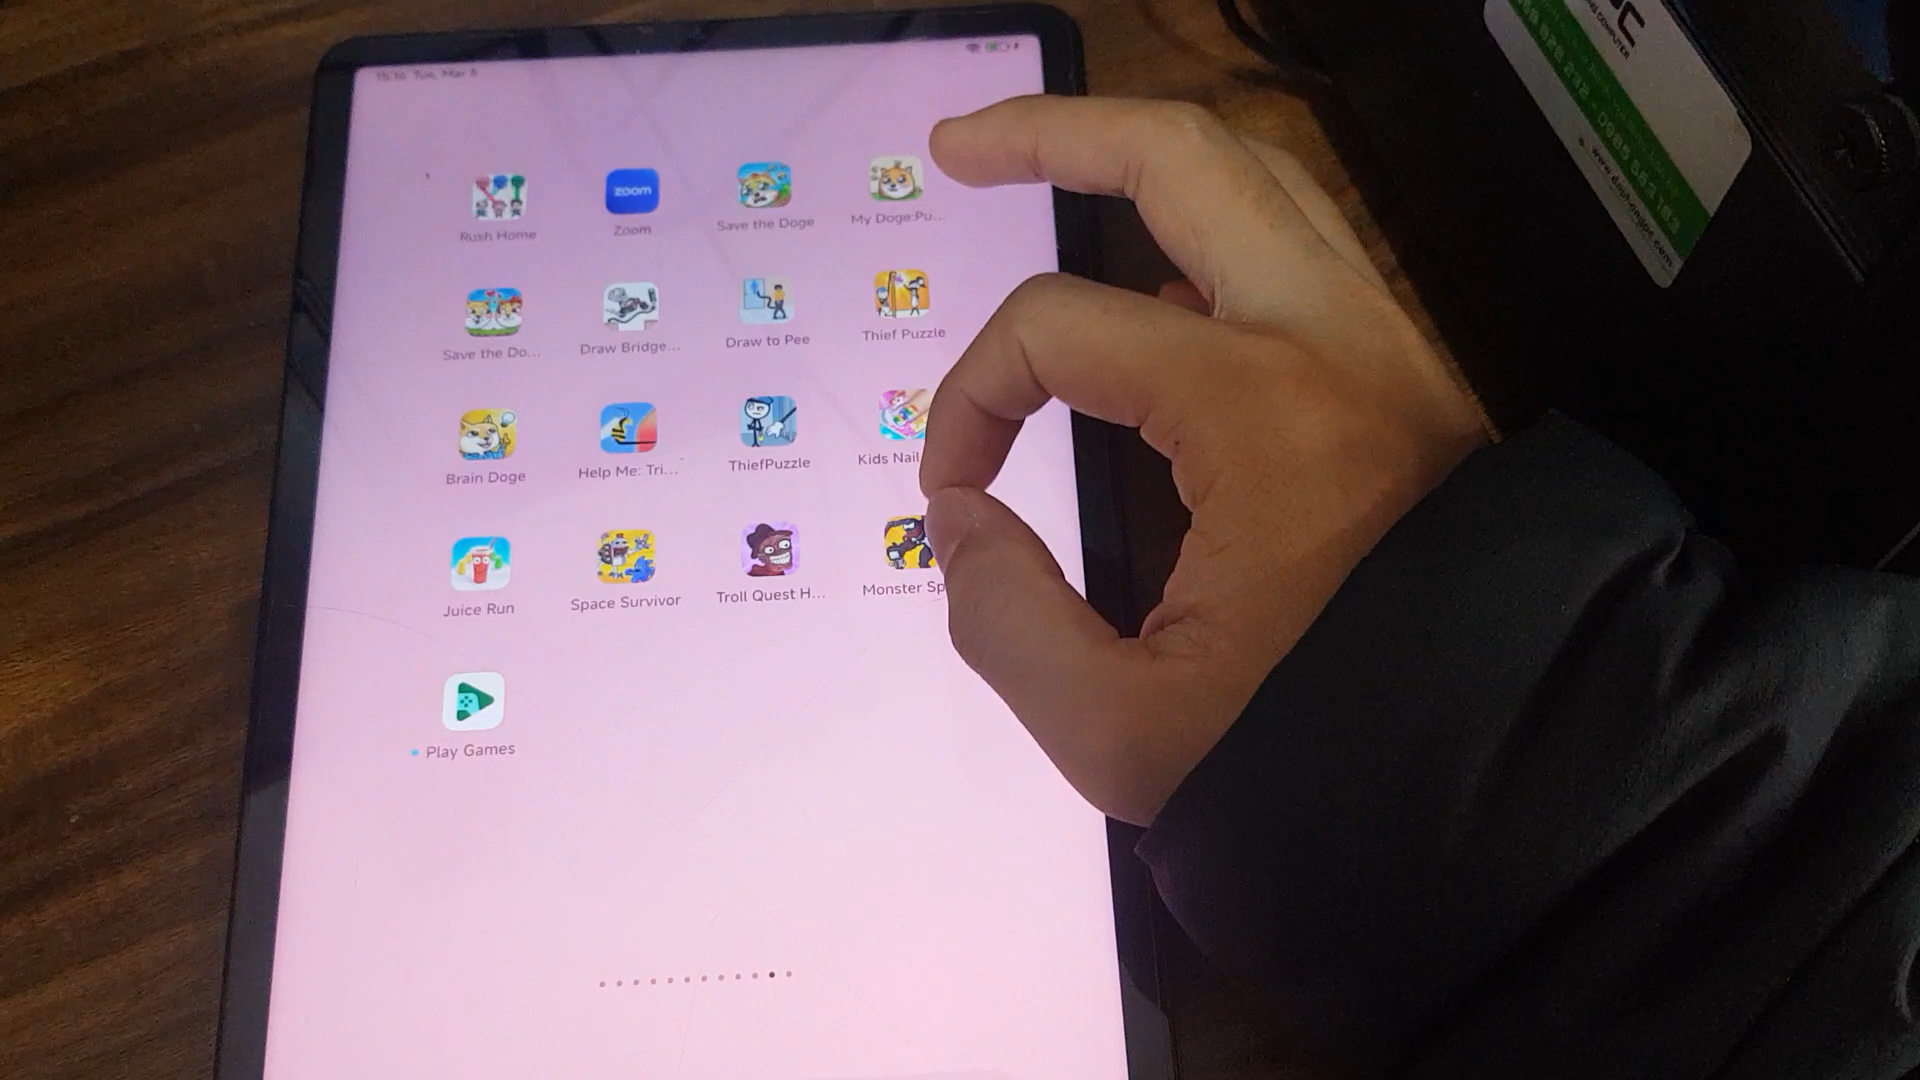 15:16 Tue, Mar 5
Rush Home
zoom
Zoom
Save the Doge
My Doge:Pu...
Save the Do...
Draw Bridge...
Draw to Pee
Thief Puzzle
Brain Doge
Help Me: Tri...
ThiefPuzzle
Kids Nail
Juice Run
Space Survivor
Troll Quest H...
Monster Sp
Play Games
COMPUTER